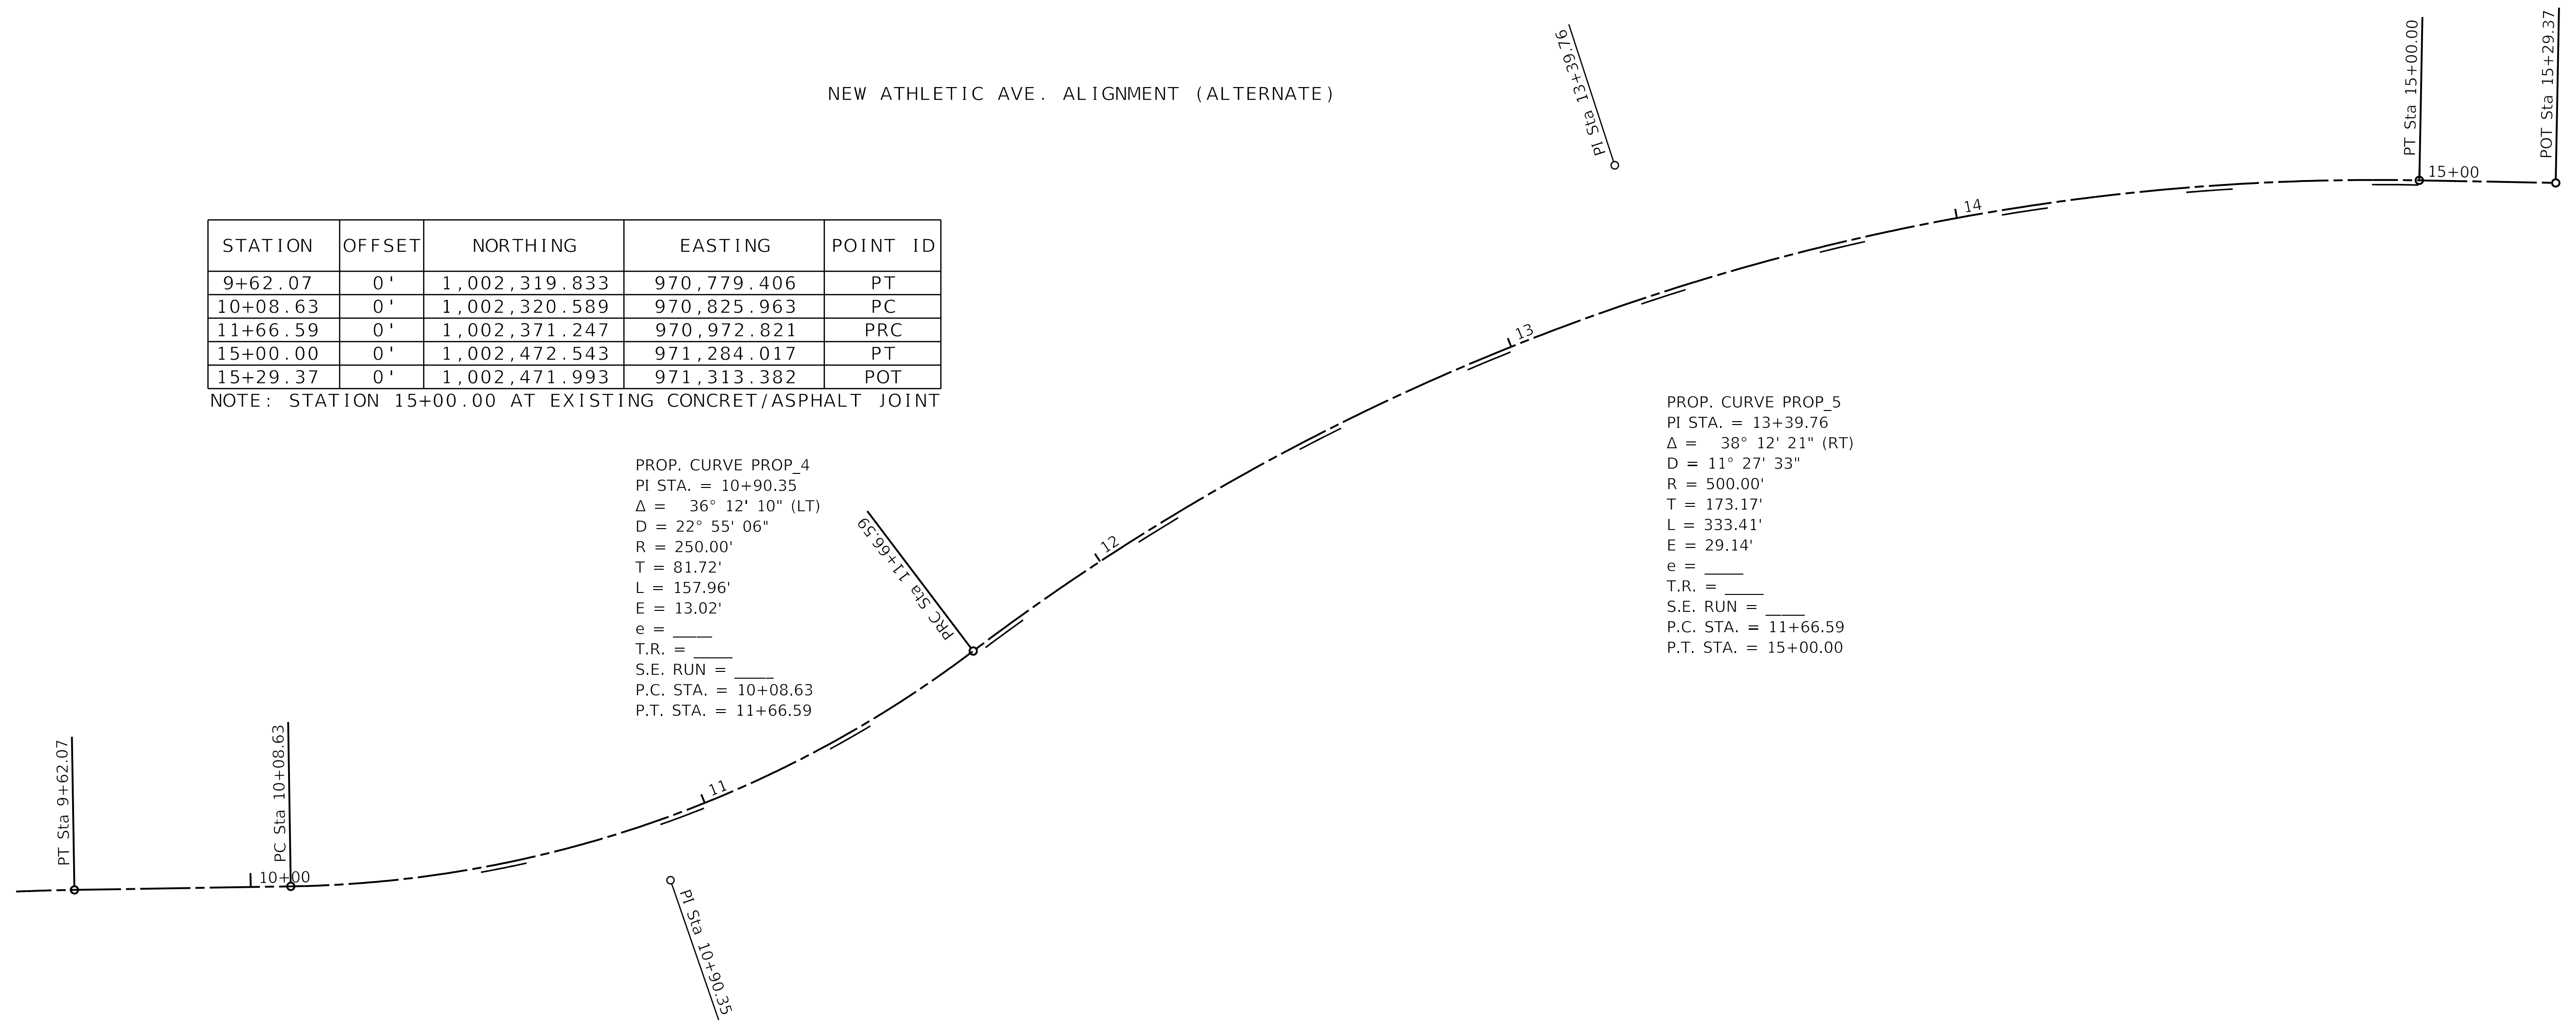 NEW ATHLETIC AVE. ALIGNMENT (ALTERNATE)
PI Sta 13+39.76
PT Sta 15+00.00
POT Sta 15+29.37
15+00
14
13
12
STATION OFFSET NORTHING EASTING POINT ID
9+62.07 0' 1,002,319.833 970,779.406 PT
10+08.63 0' 1,002,320.589 970,825.963 PC
11+66.59 0' 1,002,371.247 970,972.821 PRC
15+00.00 0' 1,002,472.543 971,284.017 PT
15+29.37 0' 1,002,471.993 971,313.382 POT
NOTE: STATION 15+00.00 AT EXISTING CONCRET/ASPHALT JOINT
PROP. CURVE PROP_4
PI STA. = 10+90.35
Δ = 36° 12' 10" (LT)
D = 22° 55' 06"
R = 250.00'
T = 81.72'
L = 157.96'
E = 13.02'
e = _____
T.R. = _____
S.E. RUN = _____
P.C. STA. = 10+08.63
P.T. STA. = 11+66.59
PRC Sta 11+66.59
PROP. CURVE PROP_5
PI STA. = 13+39.76
Δ = 38° 12' 21" (RT)
D = 11° 27' 33"
R = 500.00'
T = 173.17'
L = 333.41'
E = 29.14'
e = _____
T.R. = _____
S.E. RUN = _____
P.C. STA. = 11+66.59
P.T. STA. = 15+00.00
PT Sta 9+62.07
PC Sta 10+08.63
10+00
11
PI Sta 10+90.35